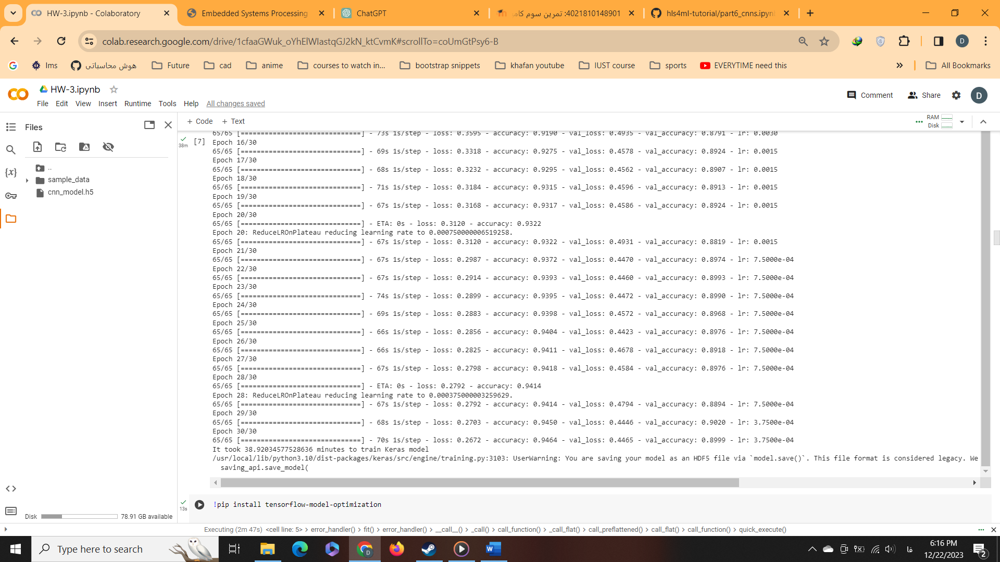 HW-3.ipynb - Colaboratory
Embedded Systems Processing
ChatGPT
4021810148901: تمرین سوم کامل
hls4ml-tutorial/part6_cnns.ipyn
colab.research.google.com/drive/1cfaaGWuk_oYhElWIastqGJ2kN_ktCvmK#scrollTo=coUmGtPsy6-B
D
lms
هوش محاسباتی
Future
cad
anime
courses to watch in...
bootstrap snippets
khafan youtube
IUST course
sports
EVERYTIME need this
All Bookmarks
HW-3.ipynb
File Edit View Insert Runtime Tools Help All changes saved
Comment
Share
D
Files
+ Code + Text
RAM
Disk
..
sample_data
cnn_model.h5
Disk 78.91 GB available
38m
[7]
65/65 [==============================] - 73s 1s/step - loss: 0.3595 - accuracy: 0.9190 - val_loss: 0.4935 - val_accuracy: 0.8791 - lr: 0.0030
Epoch 16/30
65/65 [==============================] - 69s 1s/step - loss: 0.3318 - accuracy: 0.9275 - val_loss: 0.4578 - val_accuracy: 0.8924 - lr: 0.0015
Epoch 17/30
65/65 [==============================] - 68s 1s/step - loss: 0.3232 - accuracy: 0.9295 - val_loss: 0.4562 - val_accuracy: 0.8907 - lr: 0.0015
Epoch 18/30
65/65 [==============================] - 71s 1s/step - loss: 0.3184 - accuracy: 0.9315 - val_loss: 0.4596 - val_accuracy: 0.8913 - lr: 0.0015
Epoch 19/30
65/65 [==============================] - 67s 1s/step - loss: 0.3168 - accuracy: 0.9317 - val_loss: 0.4586 - val_accuracy: 0.8924 - lr: 0.0015
Epoch 20/30
65/65 [==============================] - ETA: 0s - loss: 0.3120 - accuracy: 0.9322
Epoch 20: ReduceLROnPlateau reducing learning rate to 0.000750000006519258.
65/65 [==============================] - 67s 1s/step - loss: 0.3120 - accuracy: 0.9322 - val_loss: 0.4931 - val_accuracy: 0.8819 - lr: 0.0015
Epoch 21/30
65/65 [==============================] - 67s 1s/step - loss: 0.2987 - accuracy: 0.9372 - val_loss: 0.4470 - val_accuracy: 0.8974 - lr: 7.5000e-04
Epoch 22/30
65/65 [==============================] - 67s 1s/step - loss: 0.2914 - accuracy: 0.9393 - val_loss: 0.4460 - val_accuracy: 0.8993 - lr: 7.5000e-04
Epoch 23/30
65/65 [==============================] - 74s 1s/step - loss: 0.2899 - accuracy: 0.9395 - val_loss: 0.4472 - val_accuracy: 0.8990 - lr: 7.5000e-04
Epoch 24/30
65/65 [==============================] - 69s 1s/step - loss: 0.2883 - accuracy: 0.9398 - val_loss: 0.4572 - val_accuracy: 0.8968 - lr: 7.5000e-04
Epoch 25/30
65/65 [==============================] - 66s 1s/step - loss: 0.2856 - accuracy: 0.9404 - val_loss: 0.4423 - val_accuracy: 0.8976 - lr: 7.5000e-04
Epoch 26/30
65/65 [==============================] - 66s 1s/step - loss: 0.2825 - accuracy: 0.9411 - val_loss: 0.4678 - val_accuracy: 0.8918 - lr: 7.5000e-04
Epoch 27/30
65/65 [==============================] - 67s 1s/step - loss: 0.2798 - accuracy: 0.9418 - val_loss: 0.4584 - val_accuracy: 0.8976 - lr: 7.5000e-04
Epoch 28/30
65/65 [==============================] - ETA: 0s - loss: 0.2792 - accuracy: 0.9414
Epoch 28: ReduceLROnPlateau reducing learning rate to 0.000375000003259629.
65/65 [==============================] - 67s 1s/step - loss: 0.2792 - accuracy: 0.9414 - val_loss: 0.4794 - val_accuracy: 0.8894 - lr: 7.5000e-04
Epoch 29/30
65/65 [==============================] - 68s 1s/step - loss: 0.2703 - accuracy: 0.9450 - val_loss: 0.4446 - val_accuracy: 0.9020 - lr: 3.7500e-04
Epoch 30/30
65/65 [==============================] - 70s 1s/step - loss: 0.2672 - accuracy: 0.9464 - val_loss: 0.4465 - val_accuracy: 0.8999 - lr: 3.7500e-04
It took 38.92034577528636 minutes to train Keras model
/usr/local/lib/python3.10/dist-packages/keras/src/engine/training.py:3103: UserWarning: You are saving your model as an HDF5 file via `model.save()`. This file format is considered legacy. We
saving_api.save_model(
13s
!pip install tensorflow-model-optimization
Executing (2m 47s) <cell line: 5> > error_handler() > fit() > error_handler() > __call__() > _call() > call_function() > _call_flat() > call_preflattened() > call_flat() > call_function() > quick_execute()
Type here to search
فا
6:16 PM
12/22/2023
2